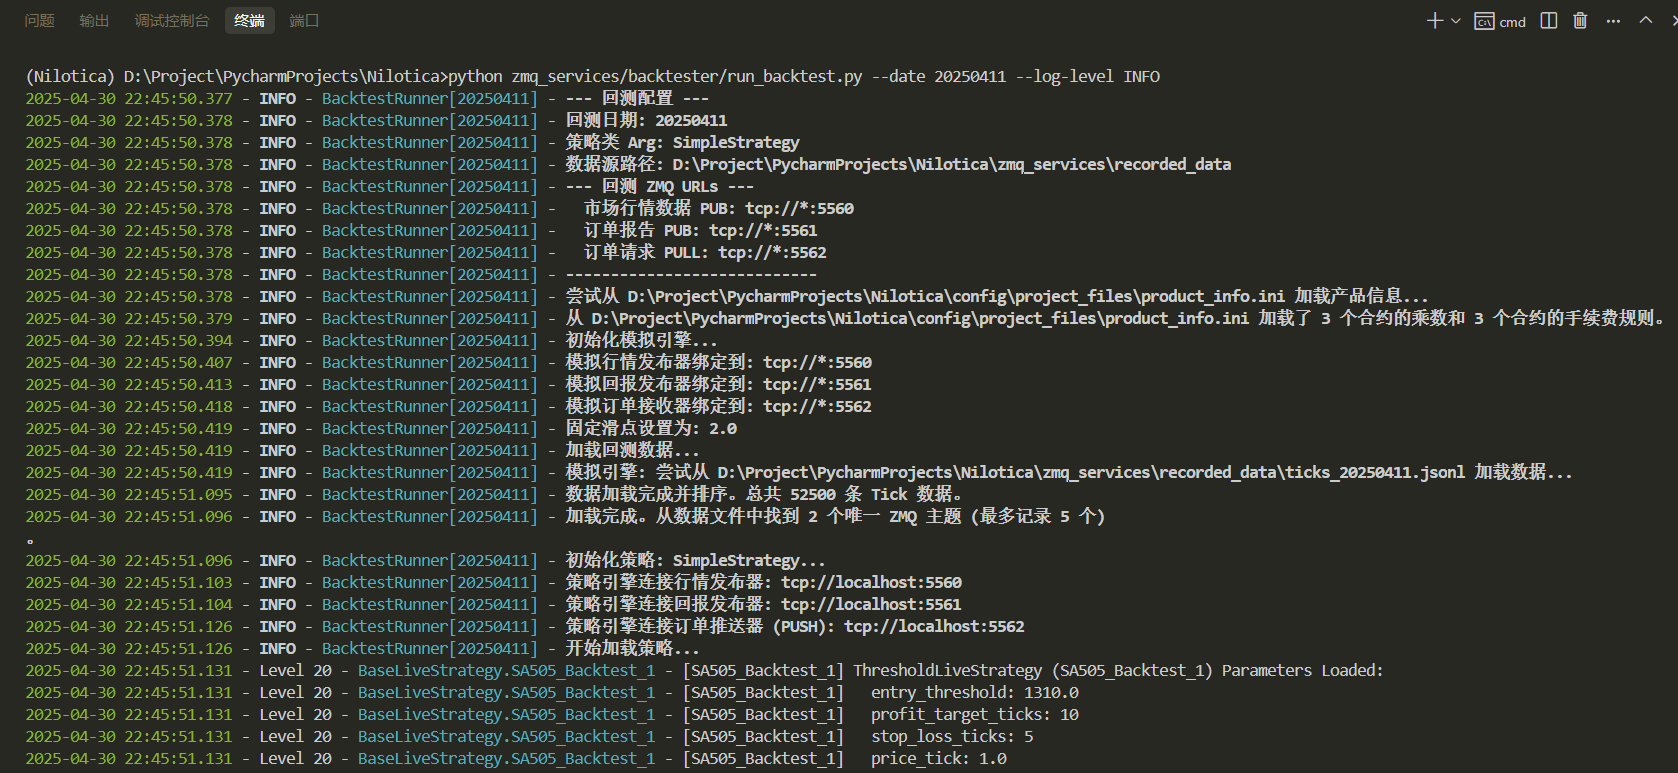 问题 输出 调试控制台 终端 端口 cmd
(Nilotica) D:\Project\PycharmProjects\Nilotica>python zmq_services/backtester/run_backtest.py --date 20250411 --log-level INFO
2025-04-30 22:45:50.377 - INFO - BacktestRunner[20250411] - --- 回测配置 ---
2025-04-30 22:45:50.378 - INFO - BacktestRunner[20250411] - 回测日期: 20250411
2025-04-30 22:45:50.378 - INFO - BacktestRunner[20250411] - 策略类 Arg: SimpleStrategy
2025-04-30 22:45:50.378 - INFO - BacktestRunner[20250411] - 数据源路径: D:\Project\PycharmProjects\Nilotica\zmq_services\recorded_data
2025-04-30 22:45:50.378 - INFO - BacktestRunner[20250411] - --- 回测 ZMQ URLs ---
2025-04-30 22:45:50.378 - INFO - BacktestRunner[20250411] -   市场行情数据 PUB: tcp://*:5560
2025-04-30 22:45:50.378 - INFO - BacktestRunner[20250411] -   订单报告 PUB: tcp://*:5561
2025-04-30 22:45:50.378 - INFO - BacktestRunner[20250411] -   订单请求 PULL: tcp://*:5562
2025-04-30 22:45:50.378 - INFO - BacktestRunner[20250411] - ----------------------------
2025-04-30 22:45:50.378 - INFO - BacktestRunner[20250411] - 尝试从 D:\Project\PycharmProjects\Nilotica\config\project_files\product_info.ini 加载产品信息...
2025-04-30 22:45:50.379 - INFO - BacktestRunner[20250411] - 从 D:\Project\PycharmProjects\Nilotica\config\project_files\product_info.ini 加载了 3 个合约的乘数和 3 个合约的手续费规则。
2025-04-30 22:45:50.394 - INFO - BacktestRunner[20250411] - 初始化模拟引擎...
2025-04-30 22:45:50.407 - INFO - BacktestRunner[20250411] - 模拟行情发布器绑定到: tcp://*:5560
2025-04-30 22:45:50.413 - INFO - BacktestRunner[20250411] - 模拟回报发布器绑定到: tcp://*:5561
2025-04-30 22:45:50.418 - INFO - BacktestRunner[20250411] - 模拟订单接收器绑定到: tcp://*:5562
2025-04-30 22:45:50.419 - INFO - BacktestRunner[20250411] - 固定滑点设置为: 2.0
2025-04-30 22:45:50.419 - INFO - BacktestRunner[20250411] - 加载回测数据...
2025-04-30 22:45:50.419 - INFO - BacktestRunner[20250411] - 模拟引擎: 尝试从 D:\Project\PycharmProjects\Nilotica\zmq_services\recorded_data\ticks_20250411.jsonl 加载数据...
2025-04-30 22:45:51.095 - INFO - BacktestRunner[20250411] - 数据加载完成并排序。总共 52500 条 Tick 数据。
2025-04-30 22:45:51.096 - INFO - BacktestRunner[20250411] - 加载完成。从数据文件中找到 2 个唯一 ZMQ 主题 (最多记录 5 个)
。
2025-04-30 22:45:51.096 - INFO - BacktestRunner[20250411] - 初始化策略: SimpleStrategy...
2025-04-30 22:45:51.103 - INFO - BacktestRunner[20250411] - 策略引擎连接行情发布器: tcp://localhost:5560
2025-04-30 22:45:51.104 - INFO - BacktestRunner[20250411] - 策略引擎连接回报发布器: tcp://localhost:5561
2025-04-30 22:45:51.126 - INFO - BacktestRunner[20250411] - 策略引擎连接订单推送器 (PUSH): tcp://localhost:5562
2025-04-30 22:45:51.126 - INFO - BacktestRunner[20250411] - 开始加载策略...
2025-04-30 22:45:51.131 - Level 20 - BaseLiveStrategy.SA505_Backtest_1 - [SA505_Backtest_1] ThresholdLiveStrategy (SA505_Backtest_1) Parameters Loaded:
2025-04-30 22:45:51.131 - Level 20 - BaseLiveStrategy.SA505_Backtest_1 - [SA505_Backtest_1]   entry_threshold: 1310.0
2025-04-30 22:45:51.131 - Level 20 - BaseLiveStrategy.SA505_Backtest_1 - [SA505_Backtest_1]   profit_target_ticks: 10
2025-04-30 22:45:51.131 - Level 20 - BaseLiveStrategy.SA505_Backtest_1 - [SA505_Backtest_1]   stop_loss_ticks: 5
2025-04-30 22:45:51.131 - Level 20 - BaseLiveStrategy.SA505_Backtest_1 - [SA505_Backtest_1]   price_tick: 1.0